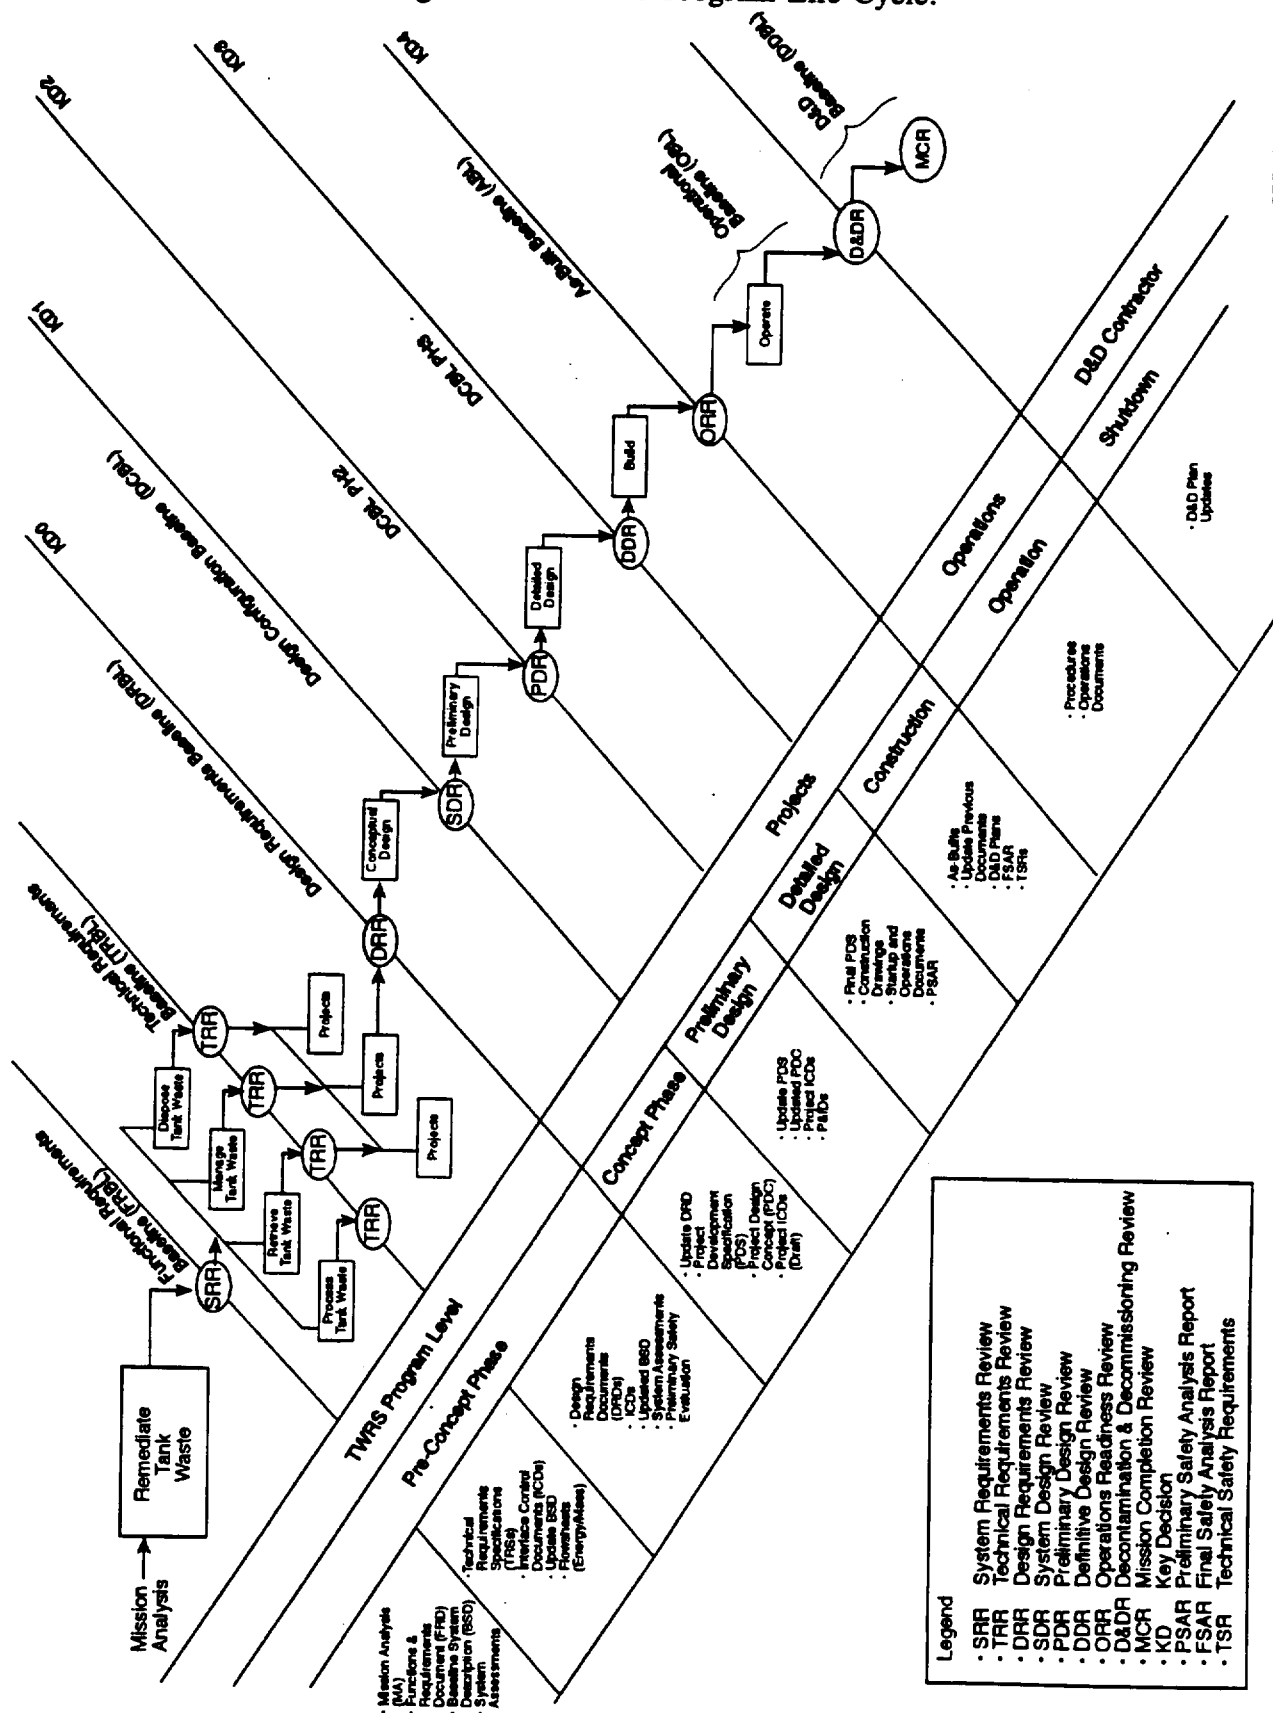 Program Life Cycle.
KD0
KD1
KD2
KD3
KD4
Functional Requirements
Baseline (FRBL)
Technical Requirements
Baseline (TRBL)
Design Requirements Baseline (DRBL)
Design Configuration Baseline (DCBL)
DCBL PH2
DCBL PH3
As-Built Baseline (ABL)
Operational
Baseline (OBL)
D&D
Baseline (DDBL)
Mission
Analysis
Remediate
Tank
Waste
SRR
Process
Tank Waste
Retrieve
Tank Waste
Manage
Tank Waste
Dispose
Tank Waste
TRR
TRR
TRR
TRR
Projects
Projects
Projects
DRR
Conceptual
Design
SDR
Preliminary
Design
PDR
Detailed
Design
DDR
Build
ORR
Operate
D&DR
MCR
TWRS Program Level
Projects
Operations
D&D Contractor
Pre-Concept Phase
Concept Phase
Preliminary
Design
Detailed
Design
Construction
Operation
Shutdown
• Mission Analysis
(MA)
• Functions &
Requirements
Document (FRD)
• Baseline System
Description (BSD)
• System
Assessments
• Technical
Requirements
Specifications
(TRSs)
• Interface Control
Documents (ICDs)
• Update BSD
• Flowsheets
(Energy/Mass)
• Design
Requirements
Documents
(DRDs)
• ICDs
• Updated BSD
• System Assessments
• Preliminary Safety
Evaluation
• Update DRD
• Project
Development
Specification
(PDS)
• Project Design
Concept (PDC)
• Project ICDs
(Draft)
• Update PDS
• Updated PDC
• Project ICDs
• P&IDs
• Final PDS
• Construction
Drawings
• Startup and
Operations
Documents
• PSAR
• As-Builts
• Update Previous
Documents
• D&D Plans
• FSAR
• TSRs
• Procedures
• Operations
Documents
• D&D Plan
Updates
Legend
• SRR System Requirements Review
• TRR Technical Requirements Review
• DRR Design Requirements Review
• SDR System Design Review
• PDR Preliminary Design Review
• DDR Definitive Design Review
• ORR Operations Readiness Review
• D&DR Decontamination & Decommissioning Review
• MCR Mission Completion Review
• KD Key Decision
• PSAR Preliminary Safety Analysis Report
• FSAR Final Safety Analysis Report
• TSR Technical Safety Requirements